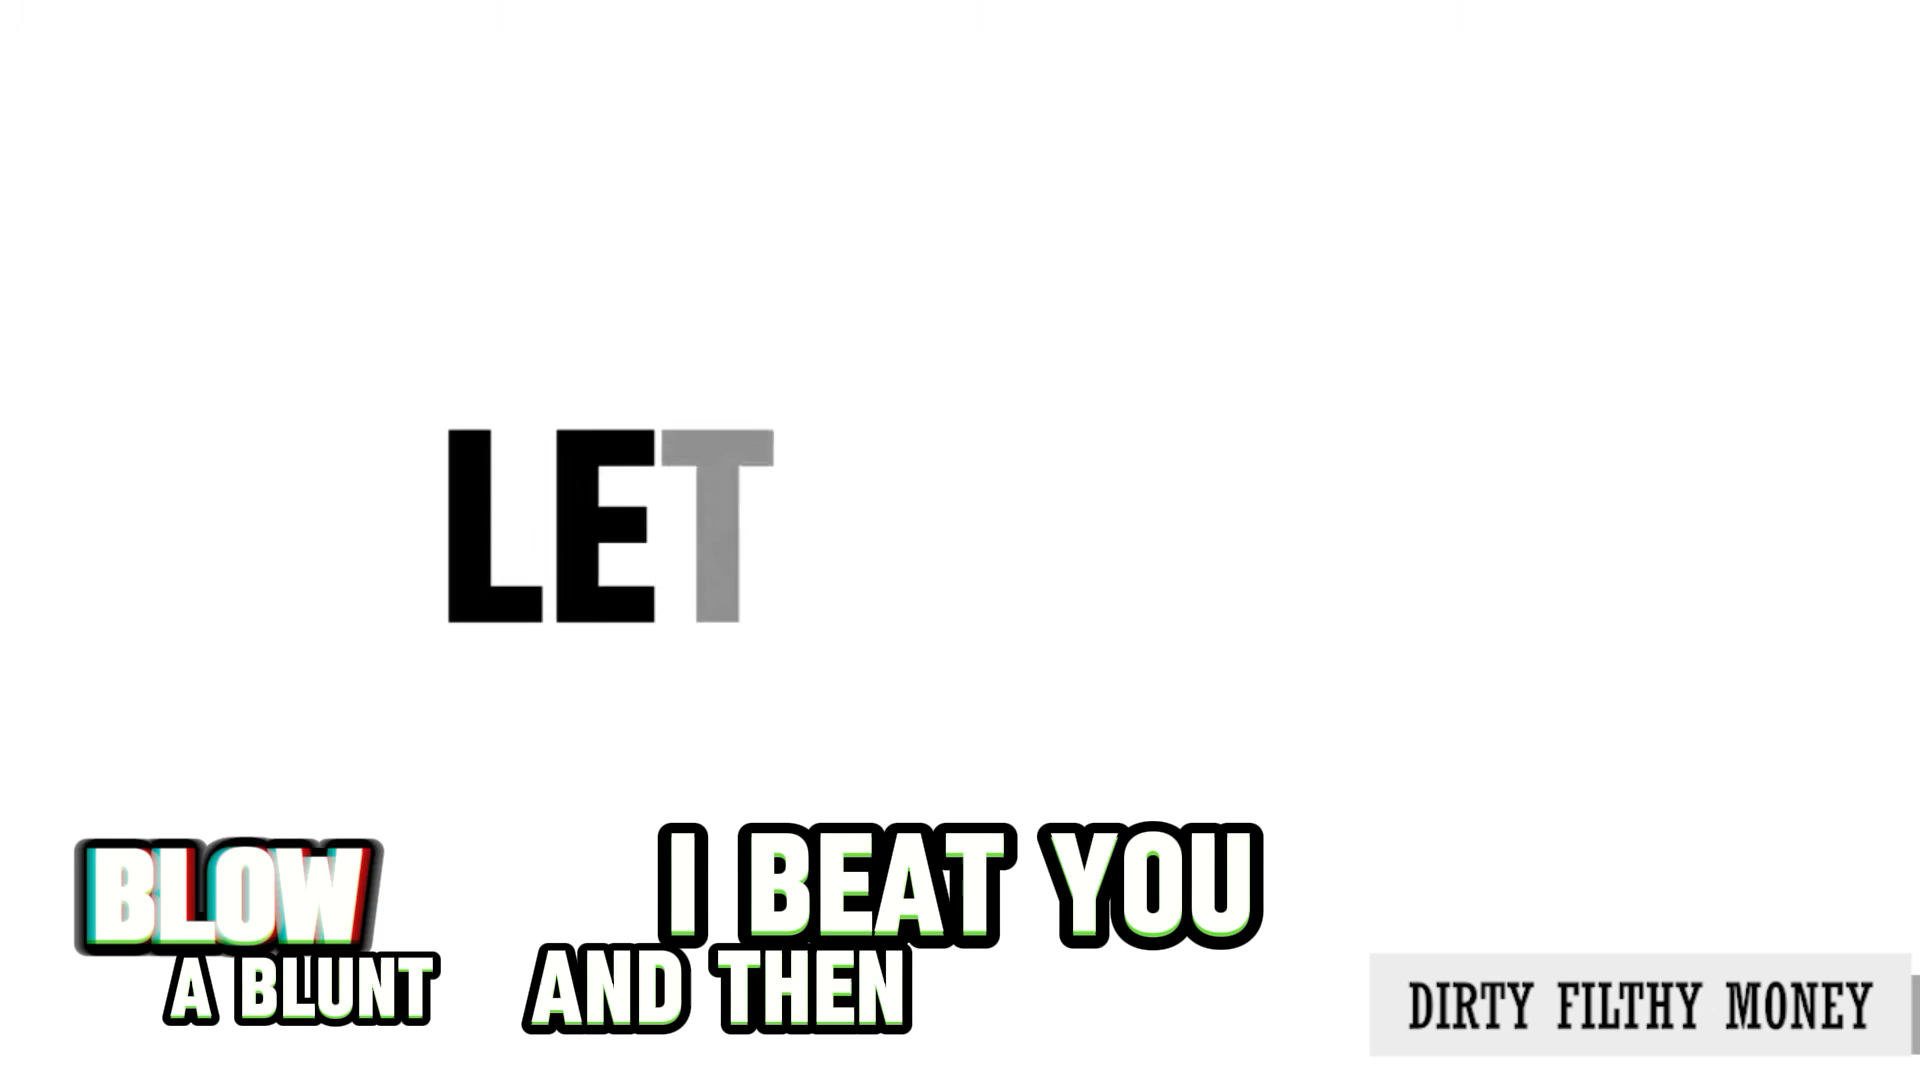 LET
BLOW
A BLUNT
I BEAT YOU
AND THEN
DIRTY FILTHY MONEY